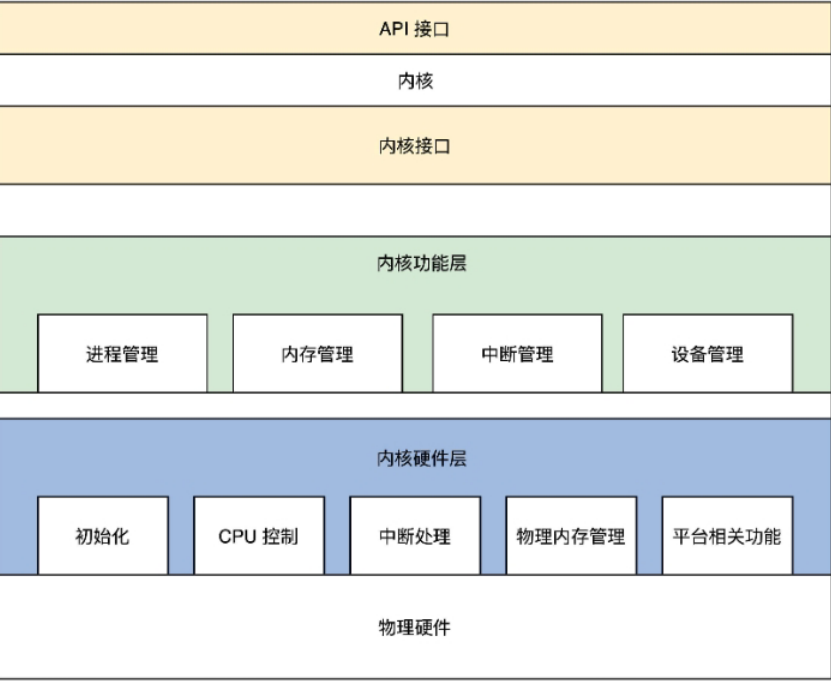 API 接口
内核
内核接口
内核功能层
进程管理
内存管理
中断管理
设备管理
内核硬件层
初始化
CPU 控制
中断处理
物理内存管理
平台相关功能
物理硬件